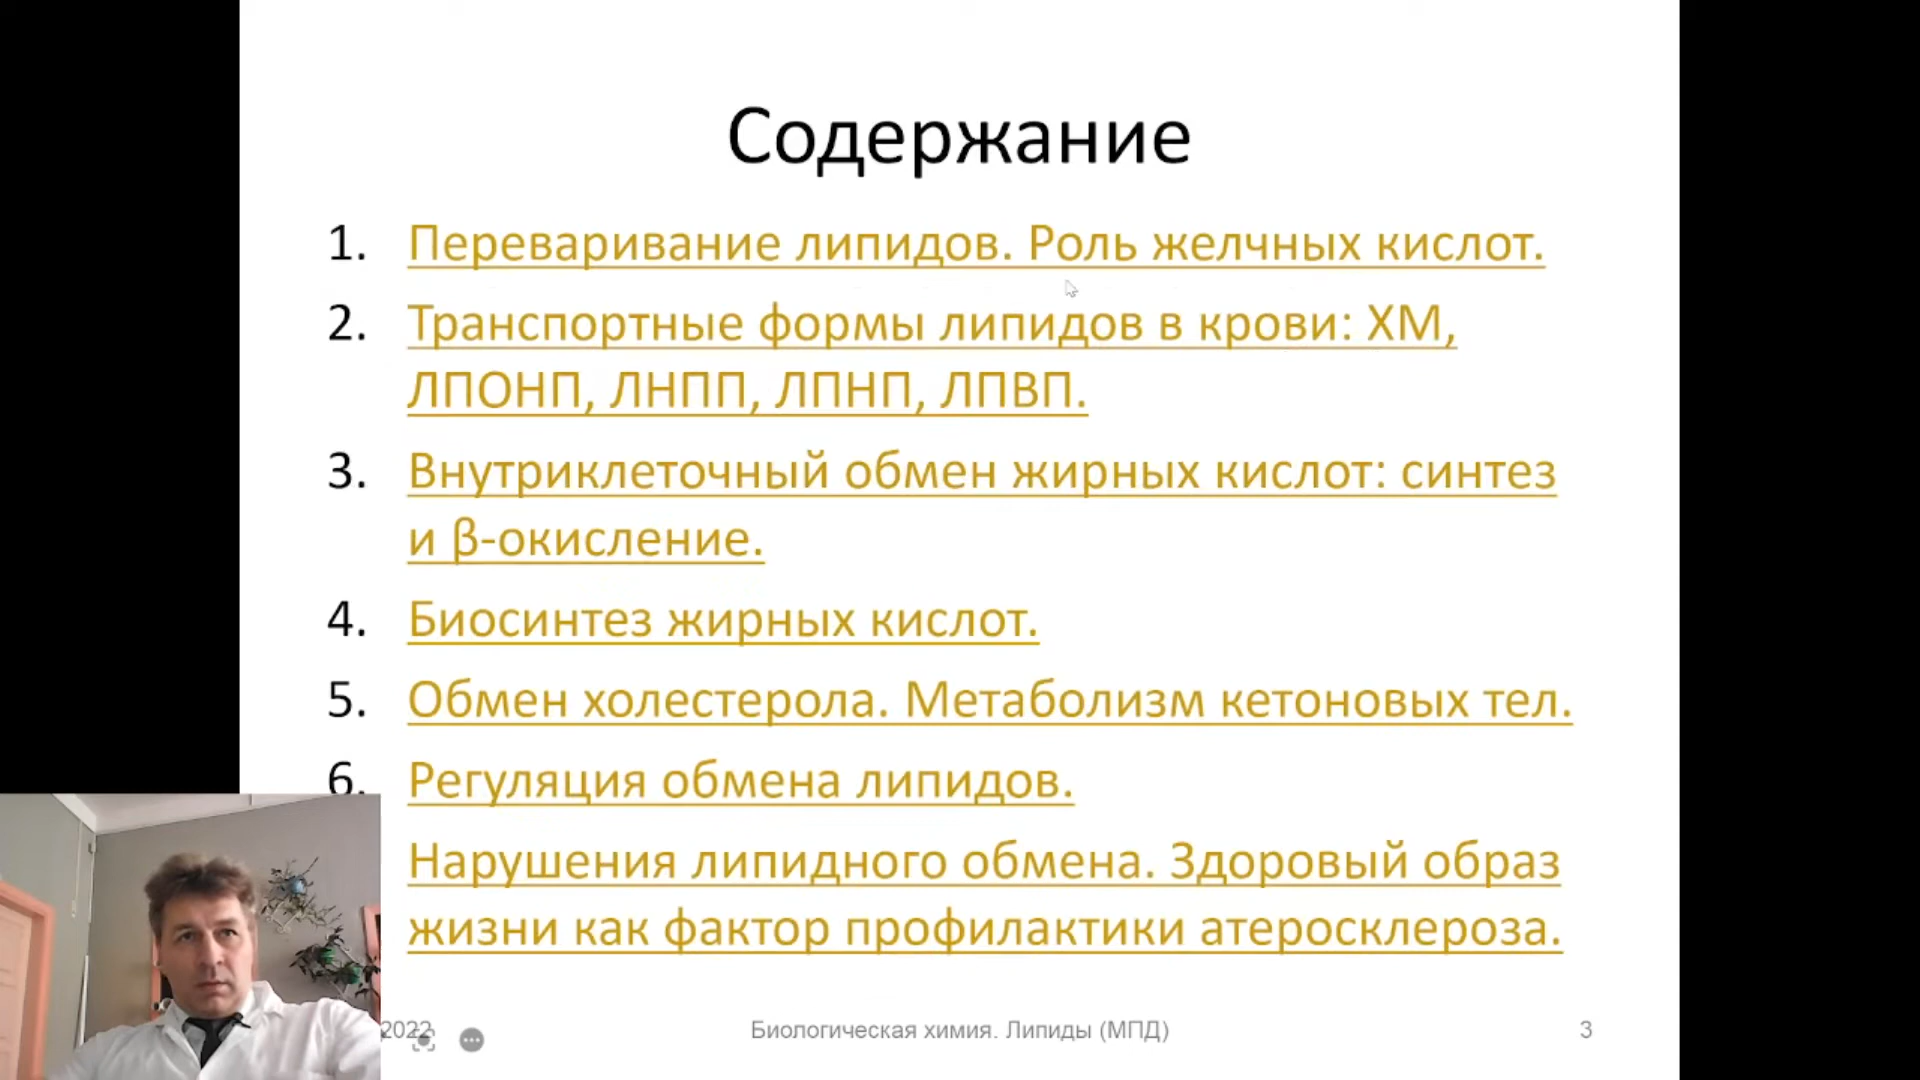 Содержание
1. Переваривание липидов. Роль желчных кислот.
2. Транспортные формы липидов в крови: ХМ,
ЛПОНП, ЛНПП, ЛПНП, ЛПВП.
3. Внутриклеточный обмен жирных кислот: синтез
и β-окисление.
4. Биосинтез жирных кислот.
5. Обмен холестерола. Метаболизм кетоновых тел.
6. Регуляция обмена липидов.
Нарушения липидного обмена. Здоровый образ
жизни как фактор профилактики атеросклероза.
2022 Биологическая химия. Липиды (МПД) 3